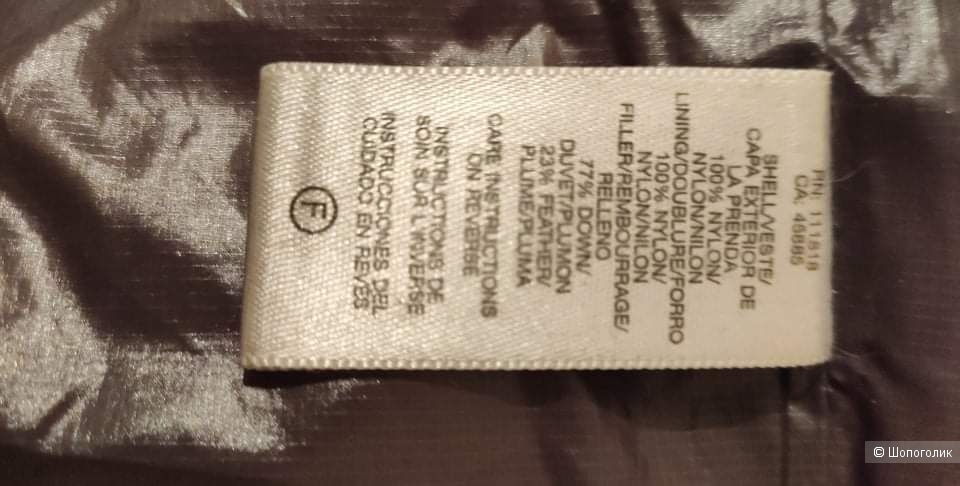 RN: 111818
CA: 45885
SHELL/VESTE/
CAPA EXTERIOR DE
LA PRENDA
100% NYLON/
NYLON/NILON
LINING/DOUBLURE/FORRO
100% NYLON/
NYLON/NILON
FILLER/REMBOURRAGE/
RELLENO
77% DOWN/
DUVET/PLUMON
23% FEATHER/
PLUME/PLUMA
CARE INSTRUCTIONS
ON REVERSE
INSTRUCTIONS DE
SOIN SUR L'IVERSE
INSTRUCCIONES DEL
CUIDADO EN REVES
F
© Шопоголик